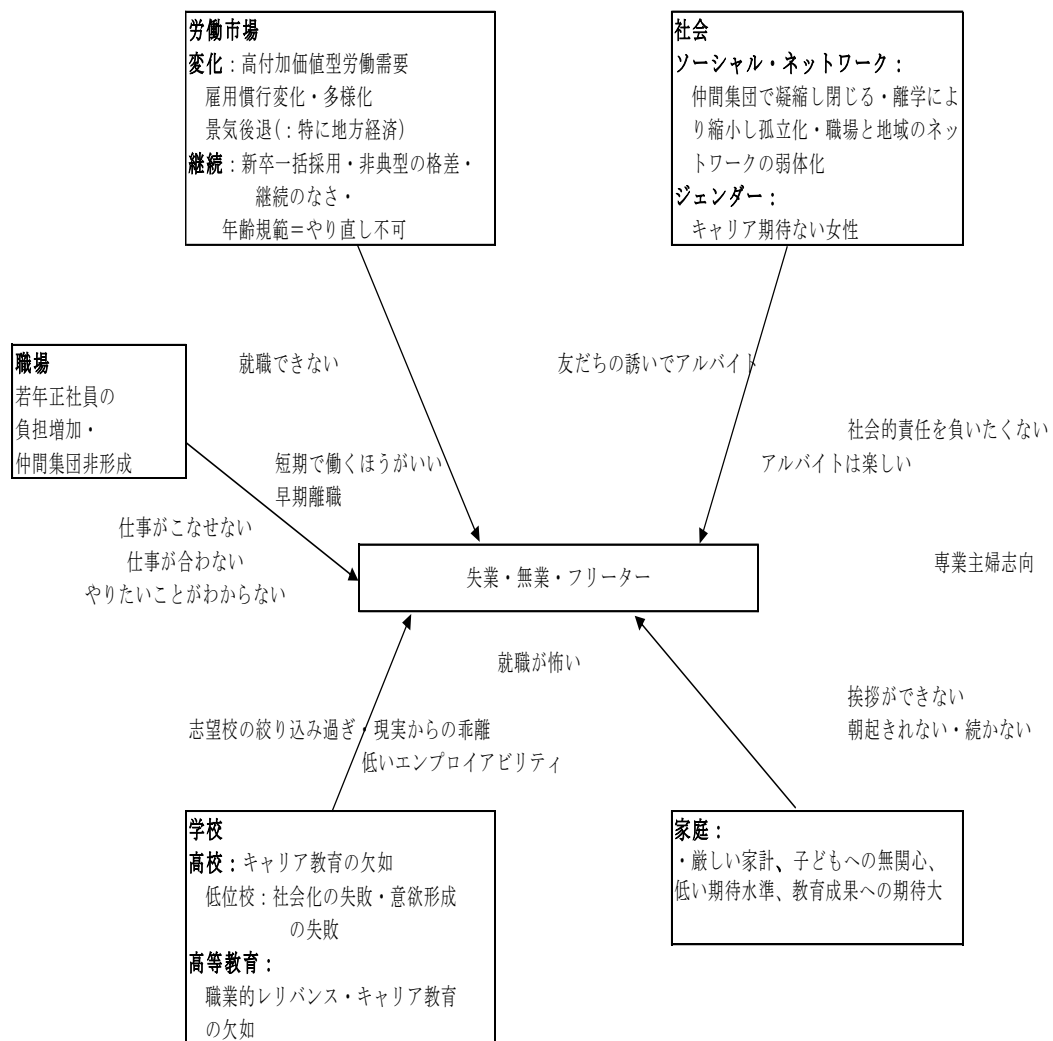 労働市場
変化：高付加価値型労働需要
雇用慣行変化・多様化
景気後退(：特に地方経済)
継続：新卒一括採用・非典型の格差・
継続のなさ・
年齢規範＝やり直し不可
社会
ソーシャル・ネットワーク：
仲間集団で凝縮し閉じる・離学によ
り縮小し孤立化・職場と地域のネッ
トワークの弱体化
ジェンダー：
キャリア期待ない女性
職場
若年正社員の
負担増加・
仲間集団非形成
就職できない
友だちの誘いでアルバイト
社会的責任を負いたくない
アルバイトは楽しい
短期で働くほうがいい
早期離職
仕事がこなせない
仕事が合わない
やりたいことがわからない
失業・無業・フリーター
専業主婦志向
就職が怖い
挨拶ができない
朝起きれない・続かない
志望校の絞り込み過ぎ・現実からの乖離
低いエンプロイアビリティ
学校
高校：キャリア教育の欠如
低位校：社会化の失敗・意欲形成
の失敗
高等教育：
職業的レリバンス・キャリア教育
の欠如
家庭：
・厳しい家計、子どもへの無関心、
低い期待水準、教育成果への期待大